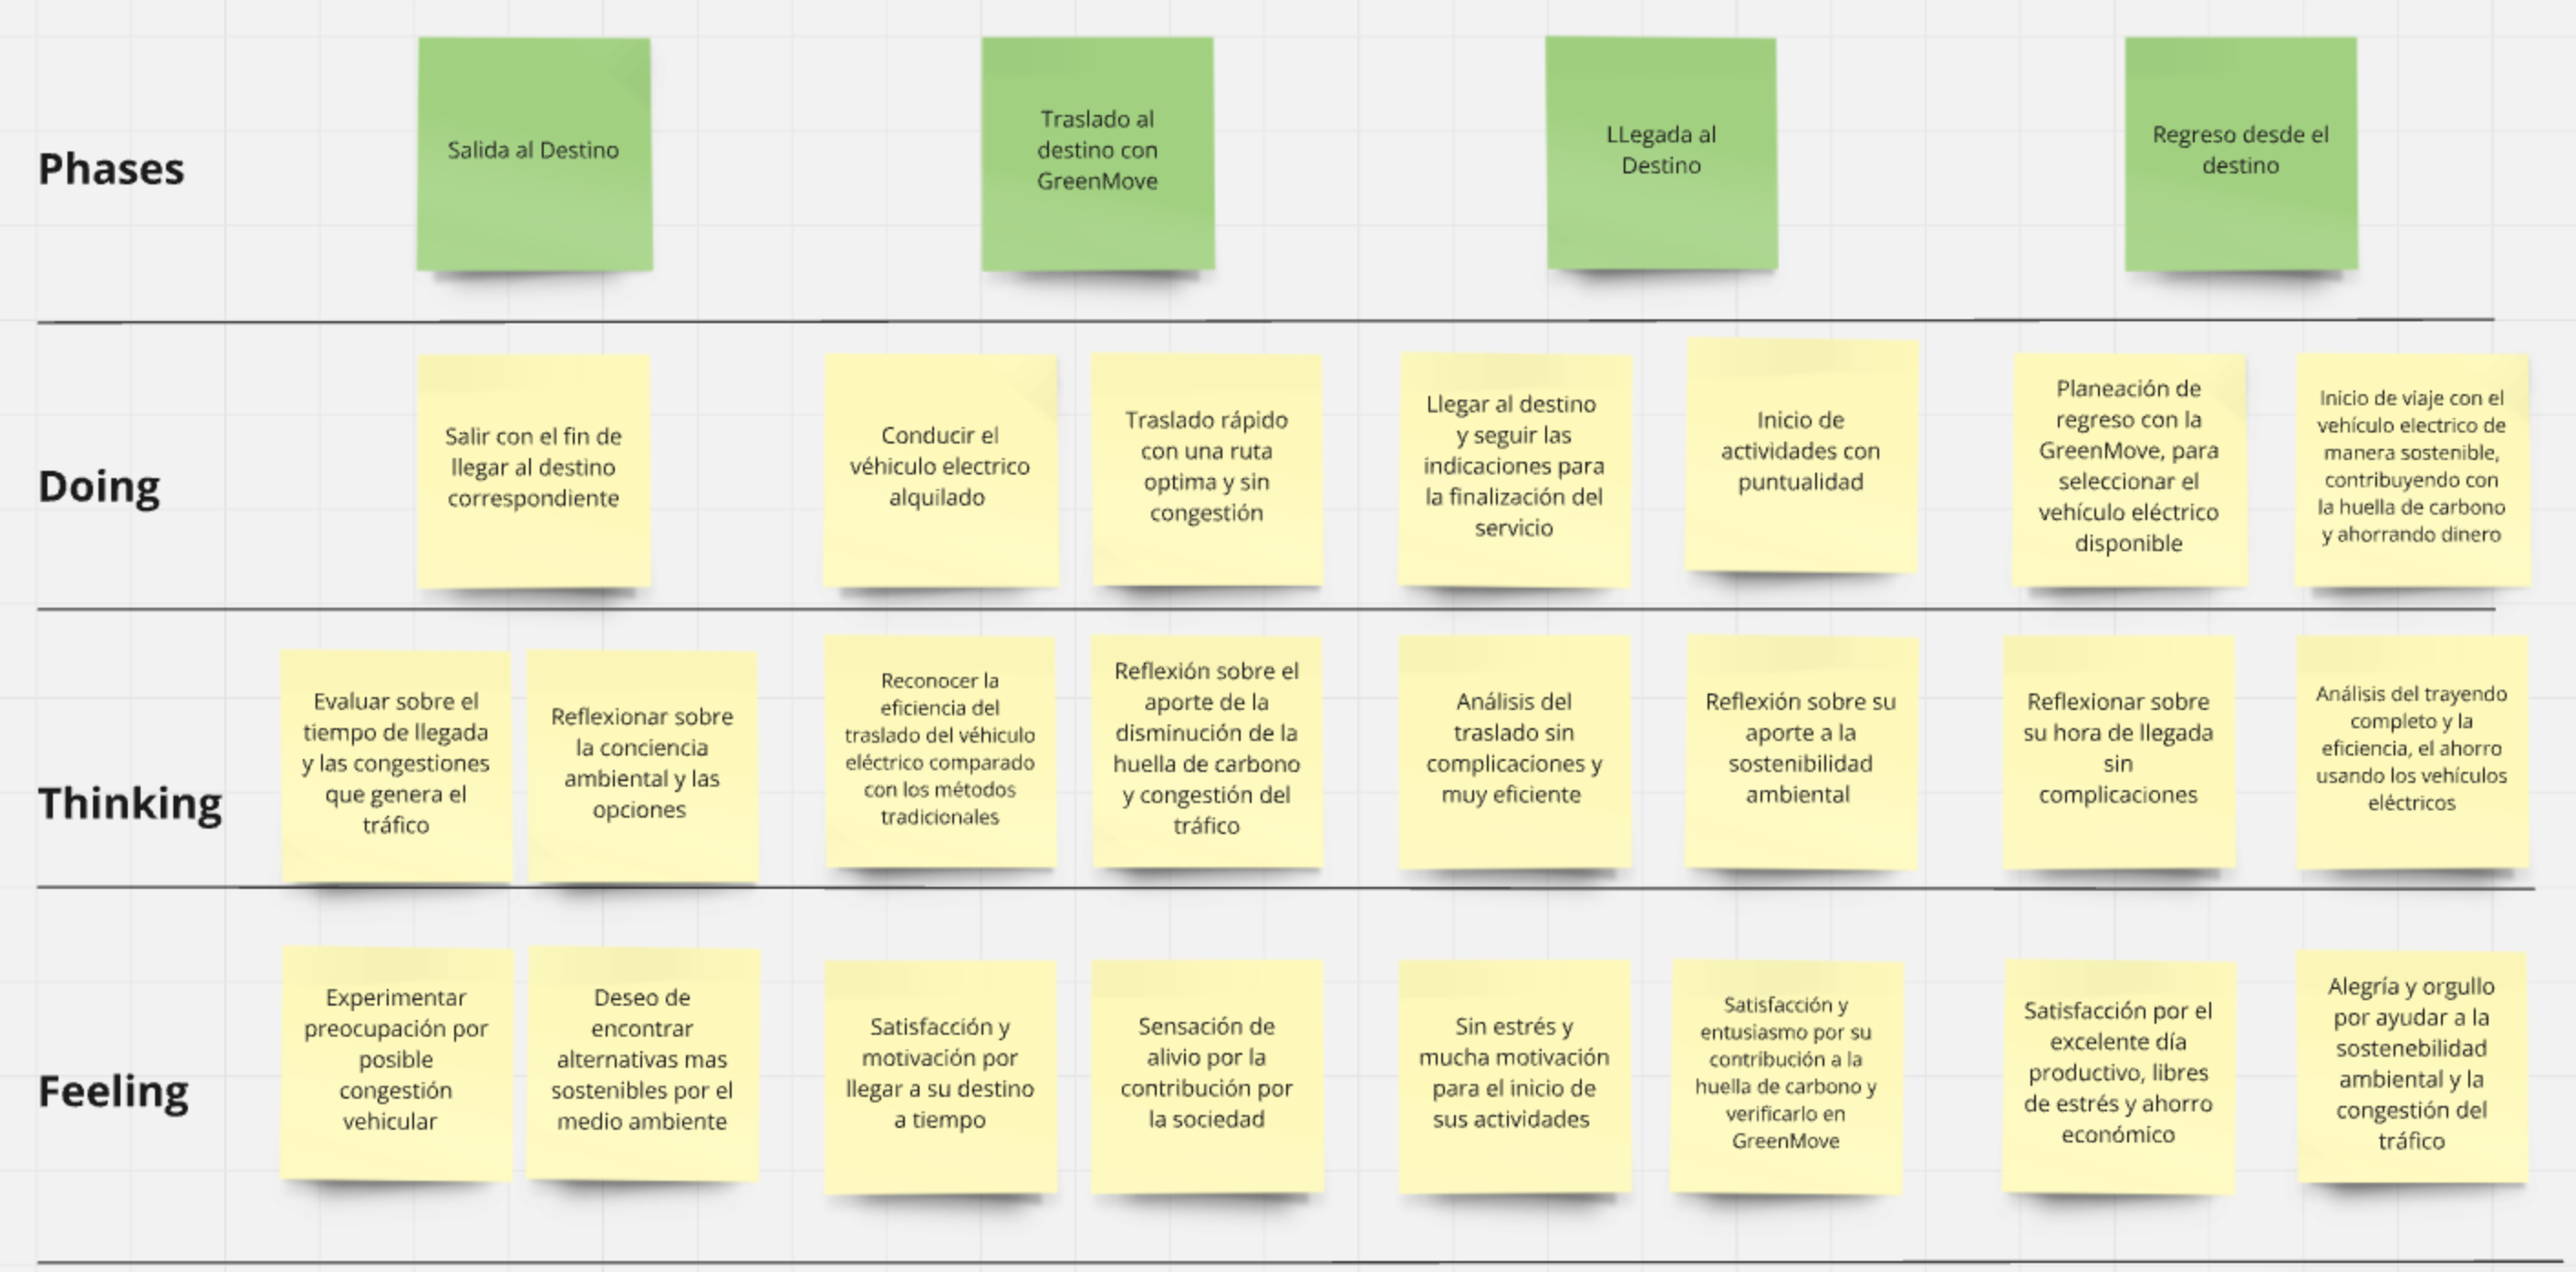 Phases
Salida al Destino
Traslado al
destino con
GreenMove
LLegada al
Destino
Regreso desde el
destino
Doing
Salir con el fin de
llegar al destino
correspondiente
Conducir el
véhiculo electrico
alquilado
Traslado rápido
con una ruta
optima y sin
congestión
Llegar al destino
y seguir las
indicaciones para
la finalización del
servicio
Inicio de
actividades con
puntualidad
Planeación de
regreso con la
GreenMove, para
seleccionar el
vehículo eléctrico
disponible
Inicio de viaje con el
vehículo electrico de
manera sostenible,
contribuyendo con
la huella de carbono
y ahorrando dinero
Thinking
Evaluar sobre el
tiempo de llegada
y las congestiones
que genera el
tráfico
Reflexionar sobre
la conciencia
ambiental y las
opciones
Reconocer la
eficiencia del
traslado del véhiculo
eléctrico comparado
con los métodos
tradicionales
Reflexión sobre el
aporte de la
disminución de la
huella de carbono
y congestión del
tráfico
Análisis del
traslado sin
complicaciones y
muy eficiente
Reflexión sobre su
aporte a la
sostenibilidad
ambiental
Reflexionar sobre
su hora de llegada
sin
complicaciones
Análisis del trayendo
completo y la
eficiencia, el ahorro
usando los vehículos
eléctricos
Feeling
Experimentar
preocupación por
posible
congestión
vehicular
Deseo de
encontrar
alternativas mas
sostenibles por el
medio ambiente
Satisfacción y
motivación por
llegar a su destino
a tiempo
Sensación de
alivio por la
contribución por
la sociedad
Sin estrés y
mucha motivación
para el inicio de
sus actividades
Satisfacción y
entusiasmo por su
contribución a la
huella de carbono y
verificarlo en
GreenMove
Satisfacción por el
excelente día
productivo, libres
de estrés y ahorro
económico
Alegría y orgullo
por ayudar a la
sostenebilidad
ambiental y la
congestión del
tráfico